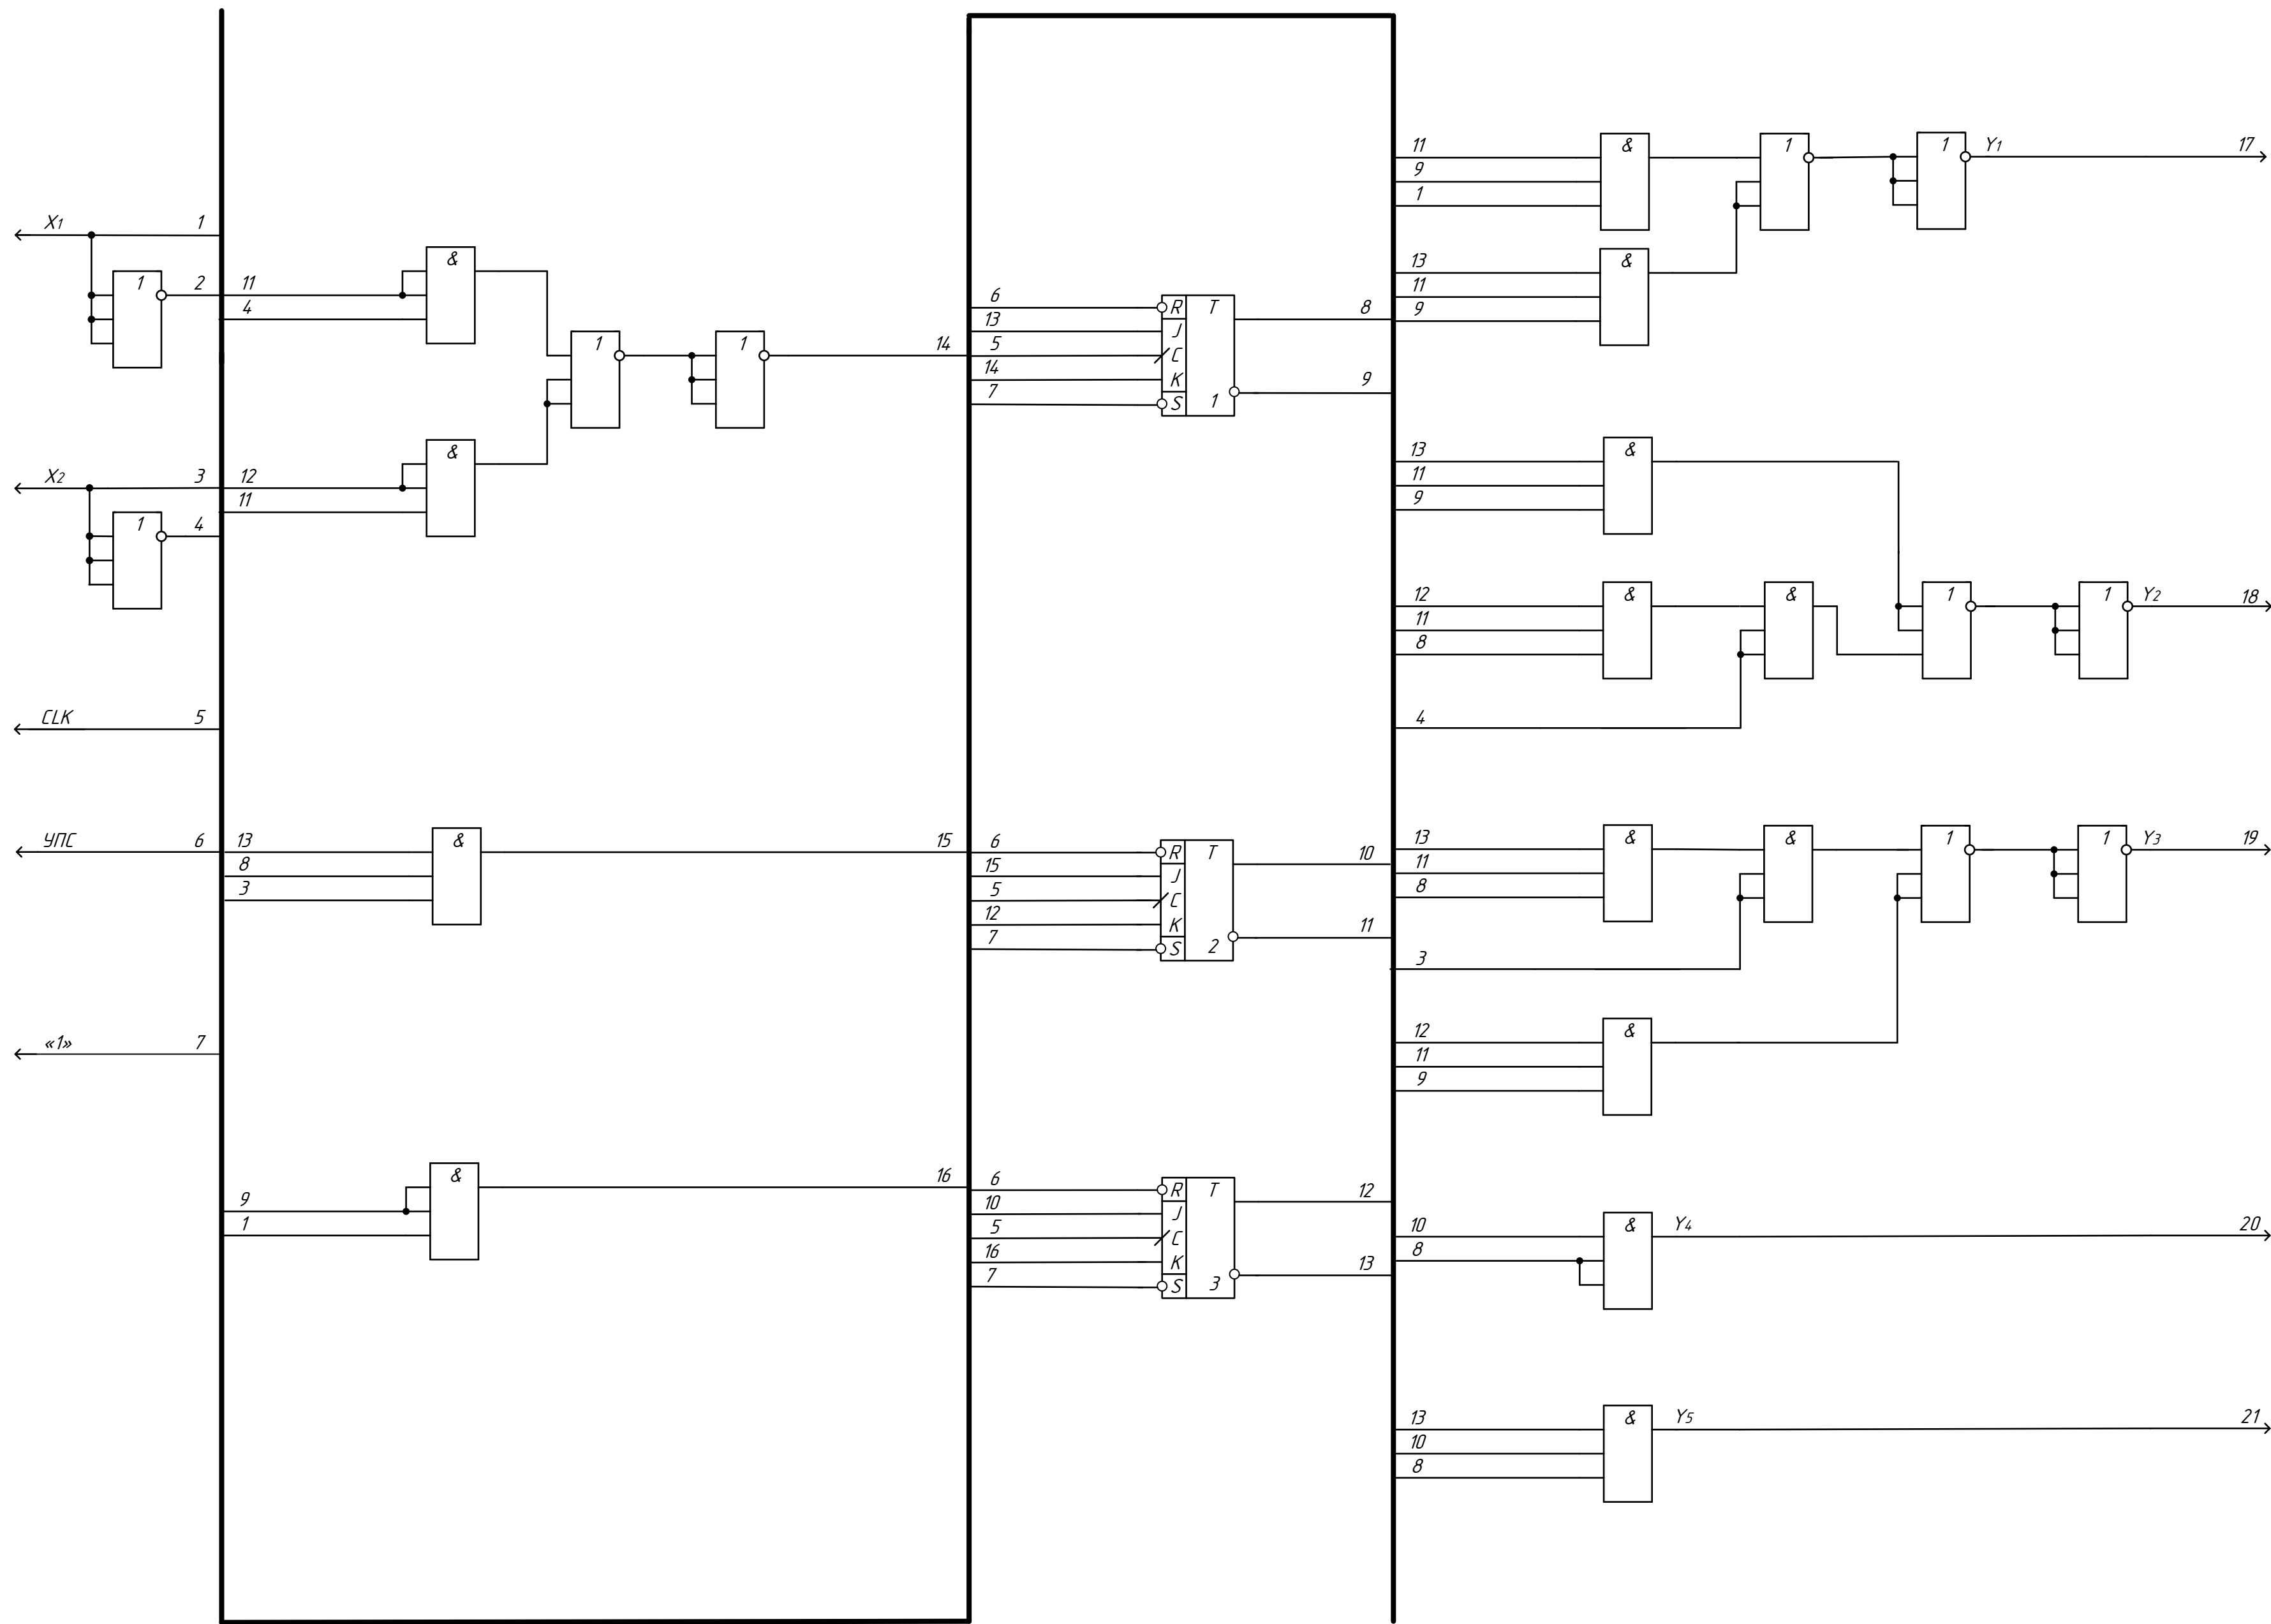 X1 1
1 2
X2 3
1 4
CLK 5
УПС 6
«1» 7
11 &
4
12 &
11
1 1 14
13 & 15
8
3
9 & 16
1
6 R T 8
13 J
5 C
14 K 9
7 S 1
6 R T 10
15 J
5 C
12 K 11
7 S 2
6 R T 12
10 J
5 C
16 K 13
7 S 3
11 & 1 1 Y1 17
9
1
13 &
11
9
13 &
11
9
12 & & 1 1 Y2 18
11
8
4
13 & & 1 1 Y3 19
11
8
3
12 &
11
9
10 & Y4 20
8
13 & Y5 21
10
8